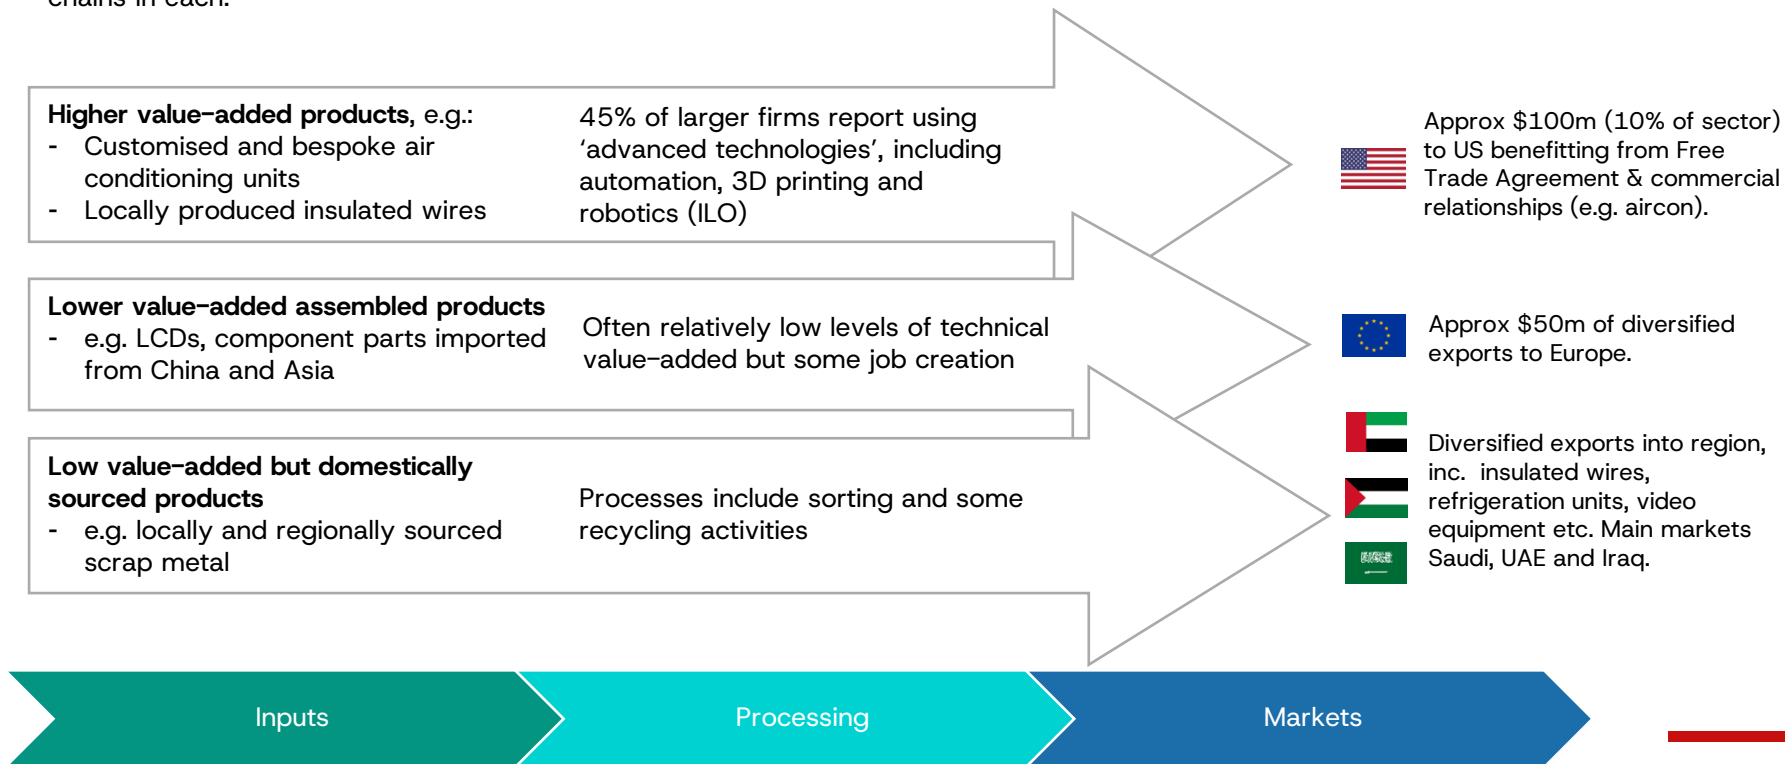 chains in each.
Higher value-added products, e.g.:
- Customised and bespoke air
conditioning units
- Locally produced insulated wires
45% of larger firms report using
‘advanced technologies’, including
automation, 3D printing and
robotics (ILO)
Approx $100m (10% of sector)
to US benefitting from Free
Trade Agreement & commercial
relationships (e.g. aircon).
Lower value-added assembled products
- e.g. LCDs, component parts imported
from China and Asia
Often relatively low levels of technical
value-added but some job creation
Approx $50m of diversified
exports to Europe.
Low value-added but domestically
sourced products
- e.g. locally and regionally sourced
scrap metal
Processes include sorting and some
recycling activities
Diversified exports into region,
inc. insulated wires,
refrigeration units, video
equipment etc. Main markets
Saudi, UAE and Iraq.
Inputs
Processing
Markets